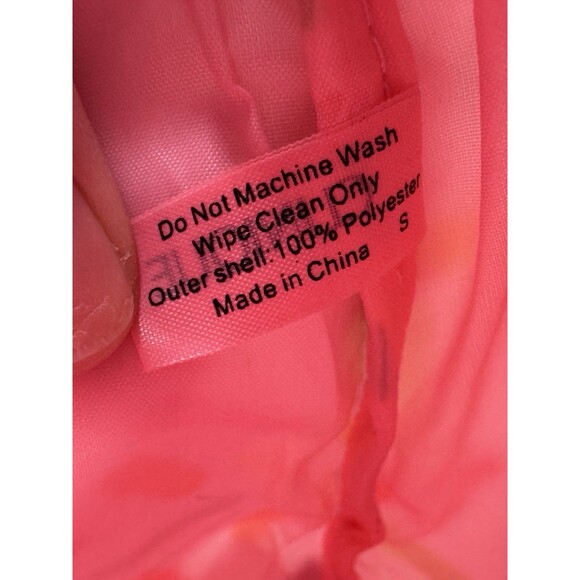 Do Not Machine Wash
Wipe Clean Only
Outer shell:100% Polyester
Made in China S